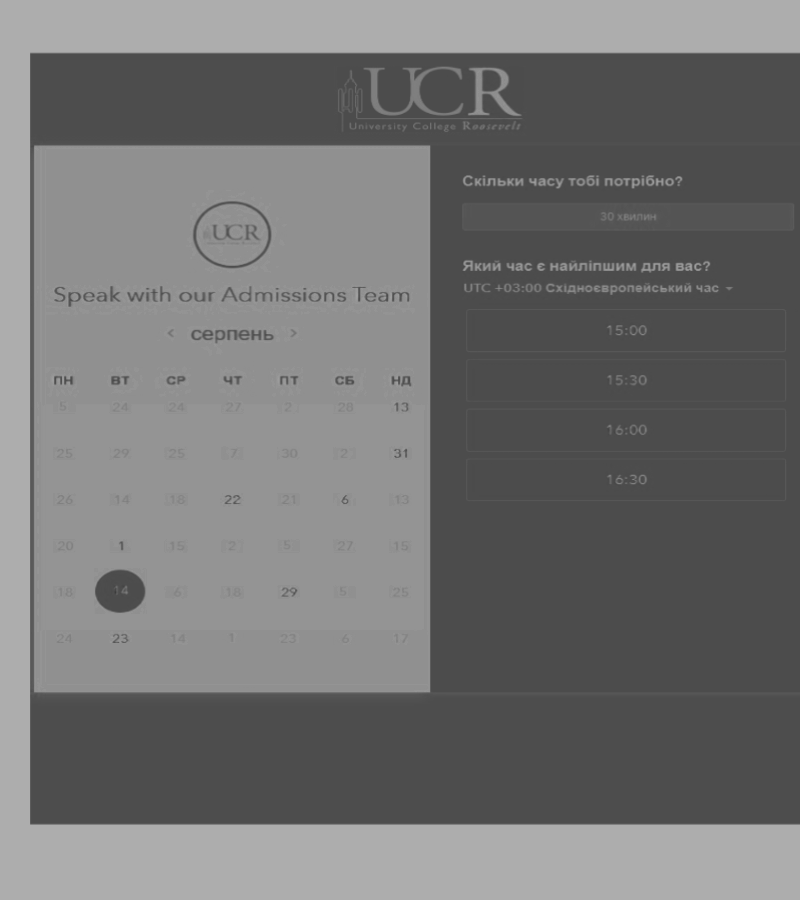 UCR
University College Roosevelt
UCR
Speak with our Admissions Team
< серпень >
ПН ВТ СР ЧТ ПТ СБ НД
5 24 24 27 2 28 13
25 29 25 7 30 2 31
26 14 18 22 21 6 13
20 1 15 2 5 27 15
18 14 6 18 29 5 25
24 23 14 1 23 6 17
Скільки часу тобі потрібно?
30 хвилин
Який час є найліпшим для вас?
UTC +03:00 Східноєвропейський час
15:00
15:30
16:00
16:30